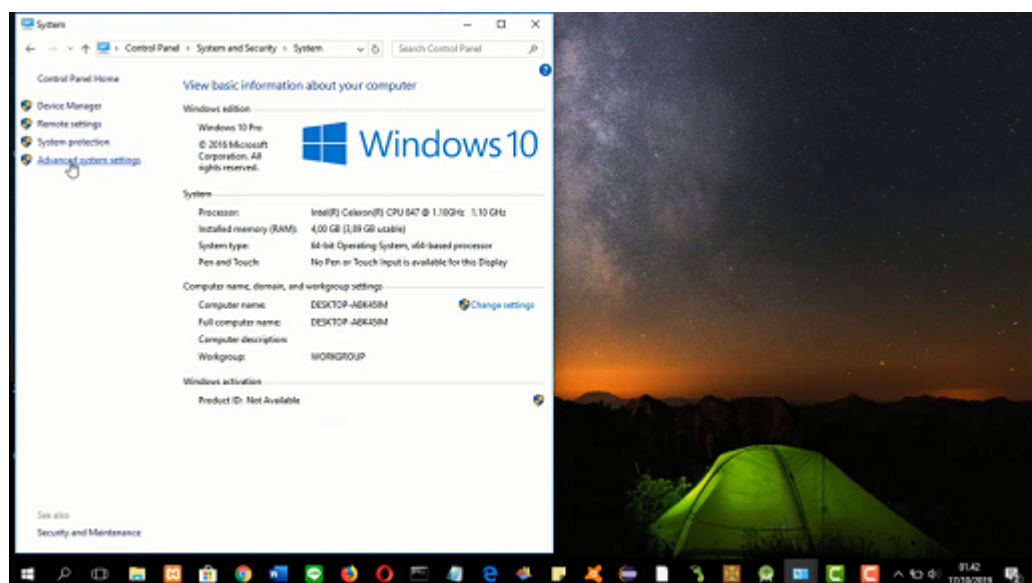 System
Control Panel › System and Security › System
Search Control Panel
Control Panel Home
Device Manager
Remote settings
System protection
Advanced system settings
View basic information about your computer
Windows edition
Windows 10 Pro
© 2016 Microsoft
Corporation. All
rights reserved.
Windows 10
System
Processor: Intel(R) Celeron(R) CPU 847 @ 1.10GHz 1.10 GHz
Installed memory (RAM): 4,00 GB (3,89 GB usable)
System type: 64-bit Operating System, x64-based processor
Pen and Touch: No Pen or Touch Input is available for this Display
Computer name, domain, and workgroup settings
Computer name:
Change settings
Full computer name:
Computer description:
Workgroup: WORKGROUP
Windows activation
Product ID: Not Available
See also
Security and Maintenance
01.42